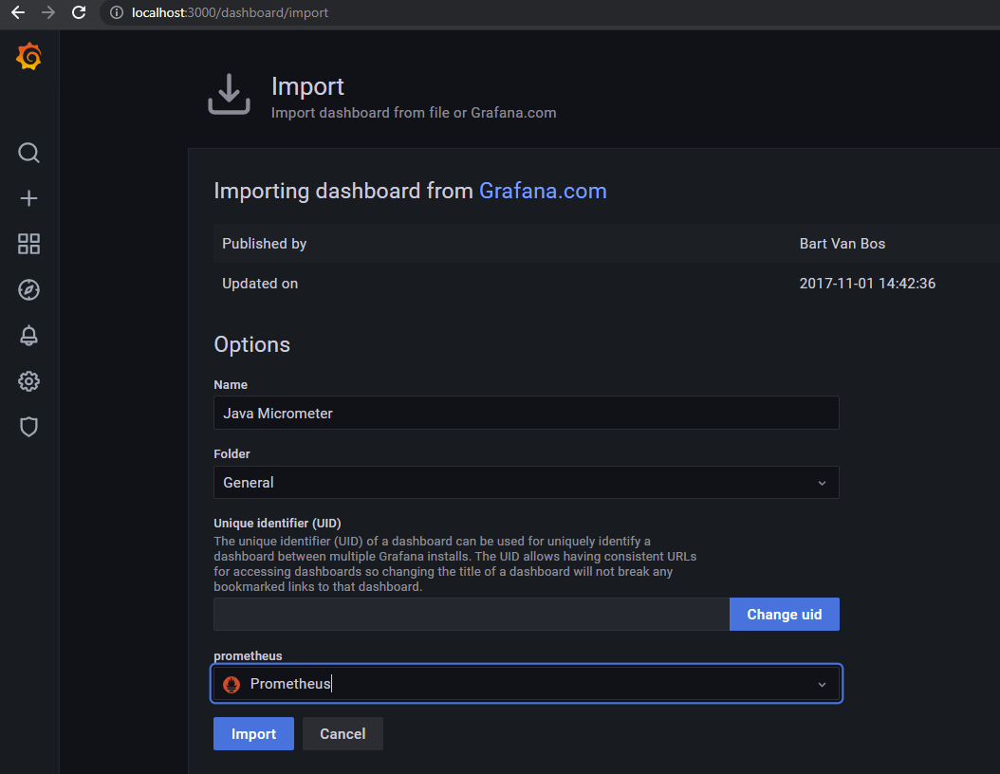 localhost:3000/dashboard/import
Import
Import dashboard from file or Grafana.com
Importing dashboard from Grafana.com
Published by Bart Van Bos
Updated on 2017-11-01 14:42:36
Options
Name
Java Micrometer
Folder
General
Unique identifier (UID)
The unique identifier (UID) of a dashboard can be used for uniquely identify a
dashboard between multiple Grafana installs. The UID allows having consistent URLs
for accessing dashboards so changing the title of a dashboard will not break any
bookmarked links to that dashboard.
Change uid
prometheus
Prometheus
Import Cancel